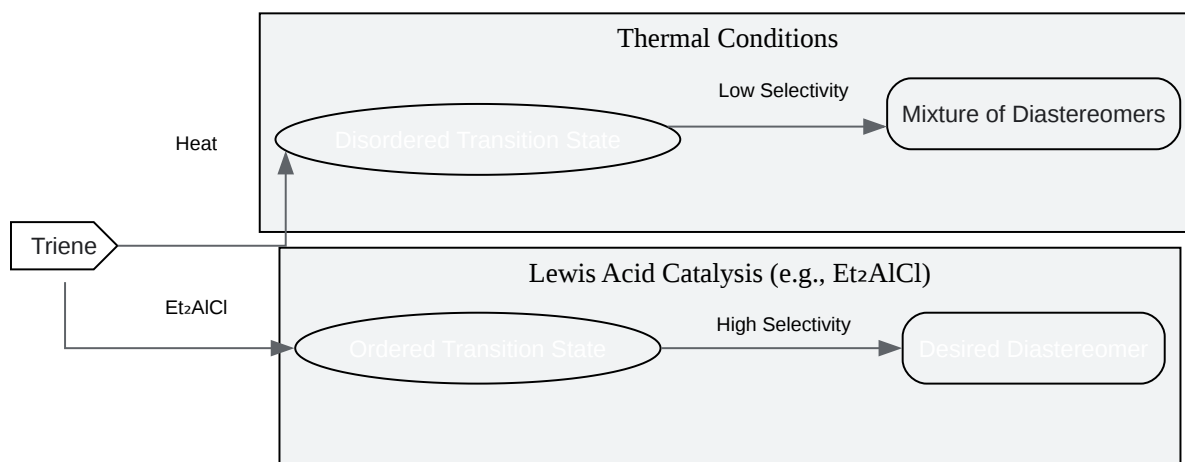 Thermal Conditions
Low Selectivity
Mixture of Diastereomers
Disordered Transition State
Heat
Triene
Lewis Acid Catalysis (e.g., Et₂AlCl)
Et₂AlCl
High Selectivity
Ordered Transition State
Desired Diastereomer